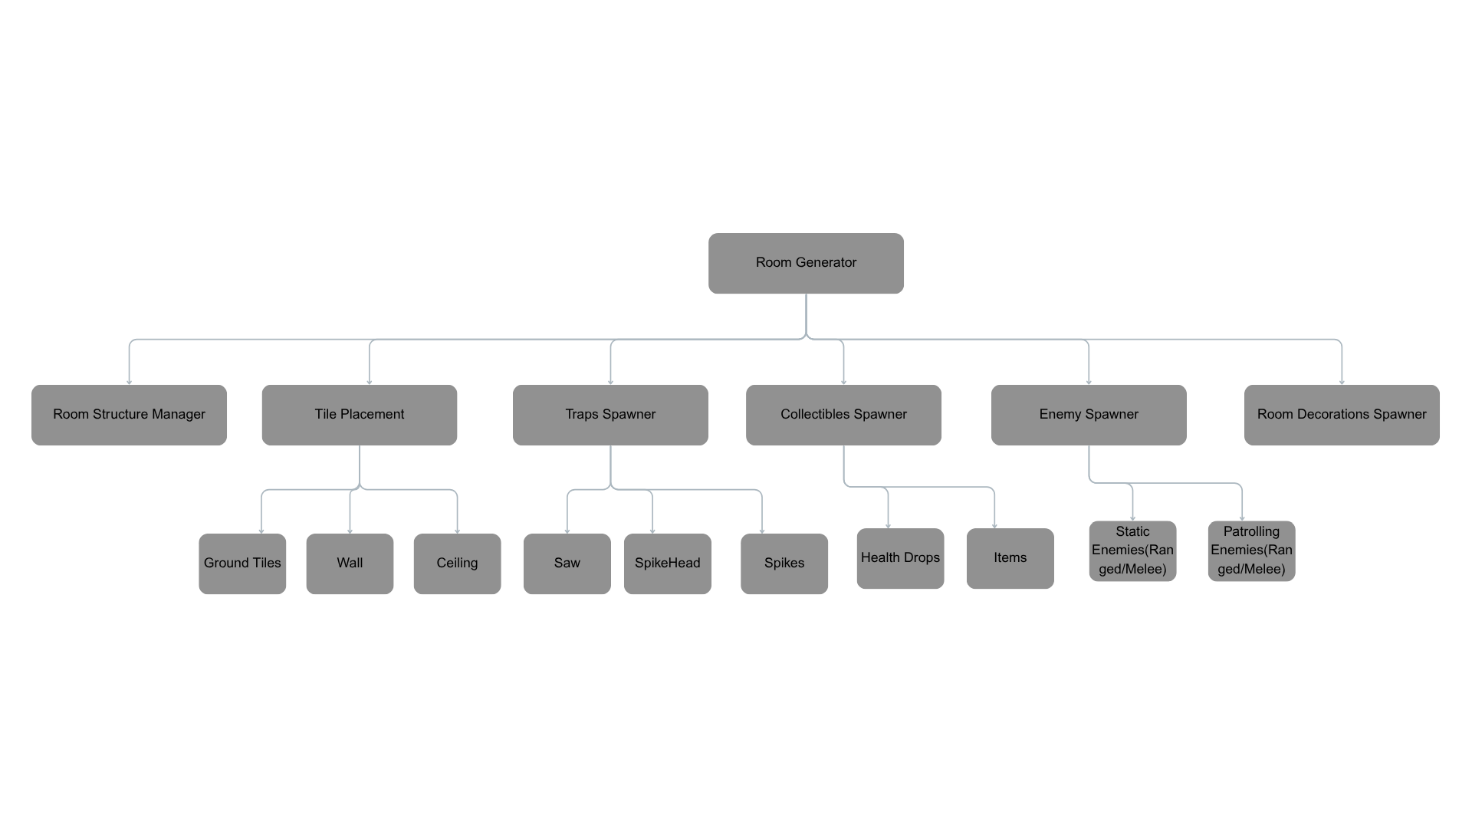 Room Generator
Room Structure Manager
Tile Placement
Traps Spawner
Collectibles Spawner
Enemy Spawner
Room Decorations Spawner
Ground Tiles
Wall
Ceiling
Saw
SpikeHead
Spikes
Health Drops
Items
Static
Enemies(Ran
ged/Melee)
Patrolling
Enemies(Ran
ged/Melee)